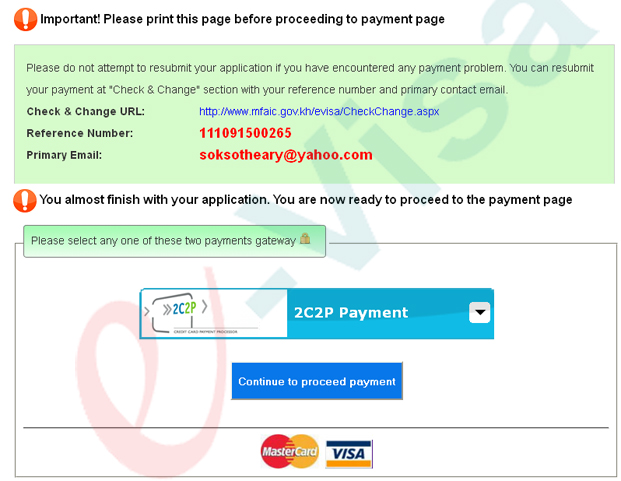 Important! Please print this page before proceeding to payment page
Please do not attempt to resubmit your application if you have encountered any payment problem. You can resubmit
your payment at "Check & Change" section with your reference number and primary contact email.
Check & Change URL: http://www.mfaic.gov.kh/evisa/CheckChange.aspx
Reference Number: 111091500265
Primary Email: soksotheary@yahoo.com
You almost finish with your application. You are now ready to proceed to the payment page
Please select any one of these two payments gateway
2C2P
CREDIT CARD PAYMENT PROCESSOR
2C2P Payment
Continue to proceed payment
MasterCard VISA
e-visa